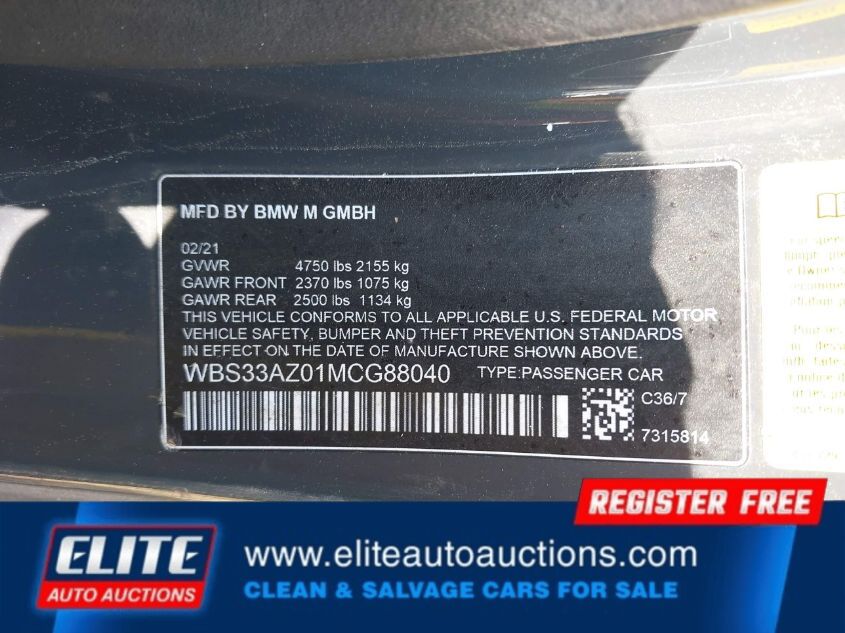 MFD BY BMW M GMBH
02/21
GVWR 4750 lbs 2155 kg
GAWR FRONT 2370 lbs 1075 kg
GAWR REAR 2500 lbs 1134 kg
THIS VEHICLE CONFORMS TO ALL APPLICABLE U.S. FEDERAL MOTOR
VEHICLE SAFETY, BUMPER AND THEFT PREVENTION STANDARDS
IN EFFECT ON THE DATE OF MANUFACTURE SHOWN ABOVE.
WBS33AZ01MCG88040 TYPE:PASSENGER CAR
C36/7
7315814
REGISTER FREE
ELITE
AUTO AUCTIONS
www.eliteautoauctions.com
CLEAN & SALVAGE CARS FOR SALE